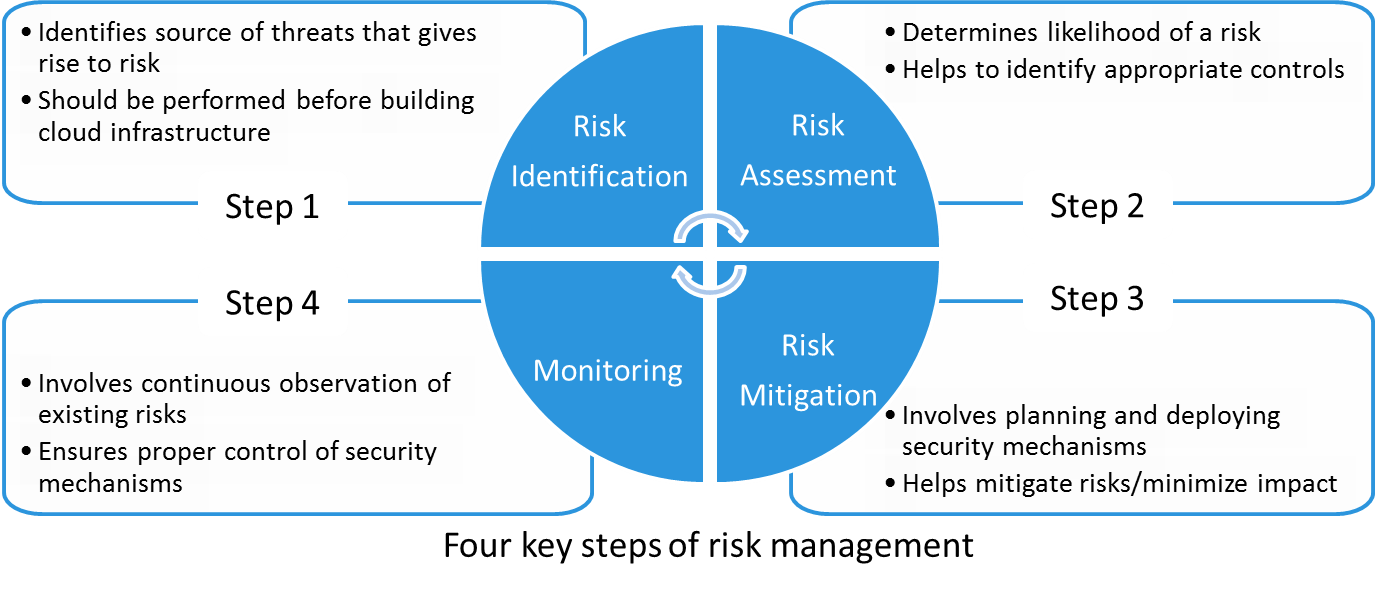 • Identifies source of threats that gives
rise to risk
• Should be performed before building
cloud infrastructure
Step 1
Risk
Identification
Risk
Assessment
• Determines likelihood of a risk
• Helps to identify appropriate controls
Step 2
Step 4
• Involves continuous observation of
existing risks
• Ensures proper control of security
mechanisms
Monitoring
Risk
Mitigation
Step 3
• Involves planning and deploying
security mechanisms
• Helps mitigate risks/minimize impact
Four key steps of risk management